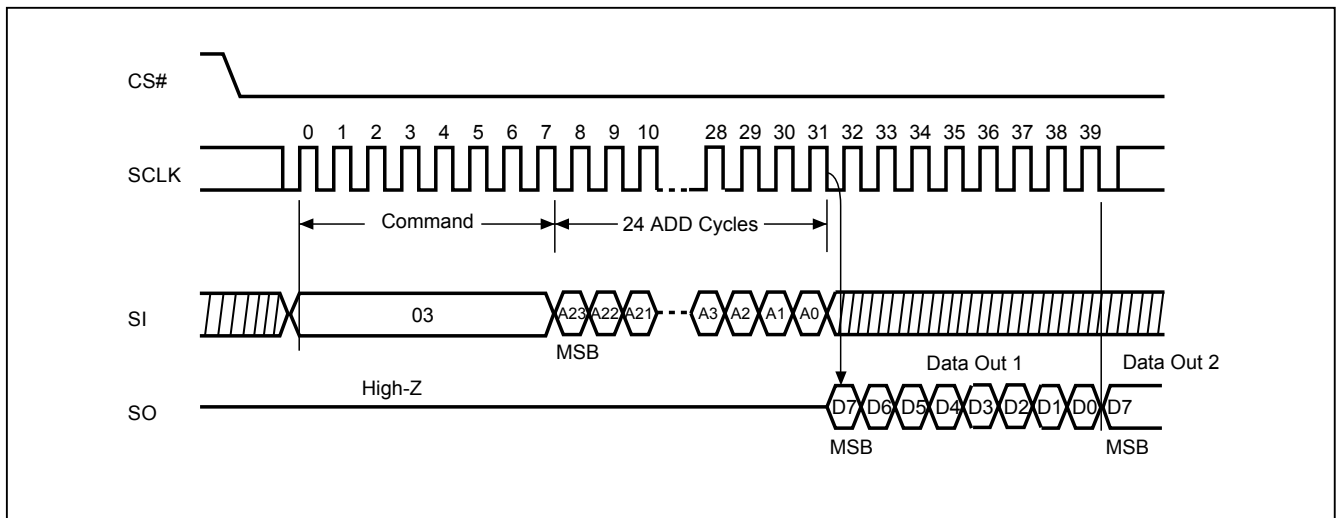 CS#
0 1 2 3 4 5 6 7 8 9 10 28 29 30 31 32 33 34 35 36 37 38 39
SCLK
Command 24 ADD Cycles
SI 03 A23 A22 A21 A3 A2 A1 A0
MSB
Data Out 1 Data Out 2
High-Z
SO D7 D6 D5 D4 D3 D2 D1 D0 D7
MSB MSB